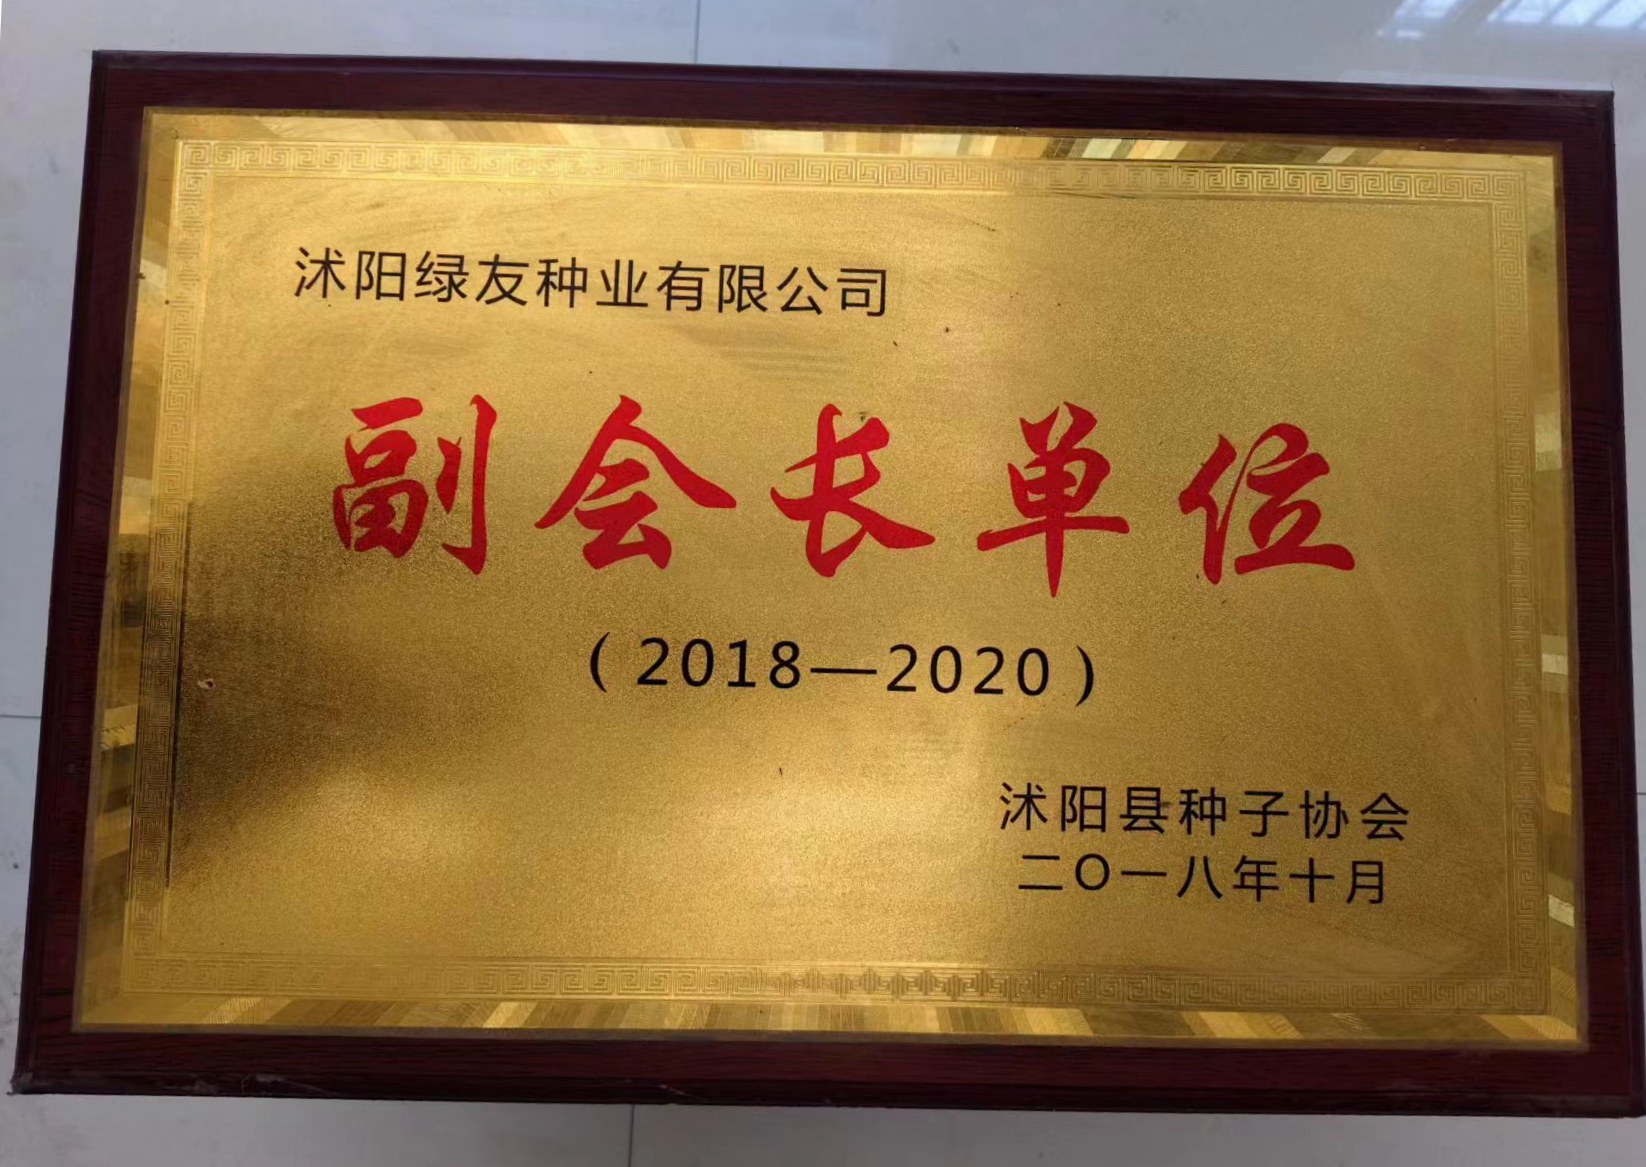 沭阳绿友种业有限公司
副会长单位
（2018—2020）
沭阳县种子协会
二〇一八年十月